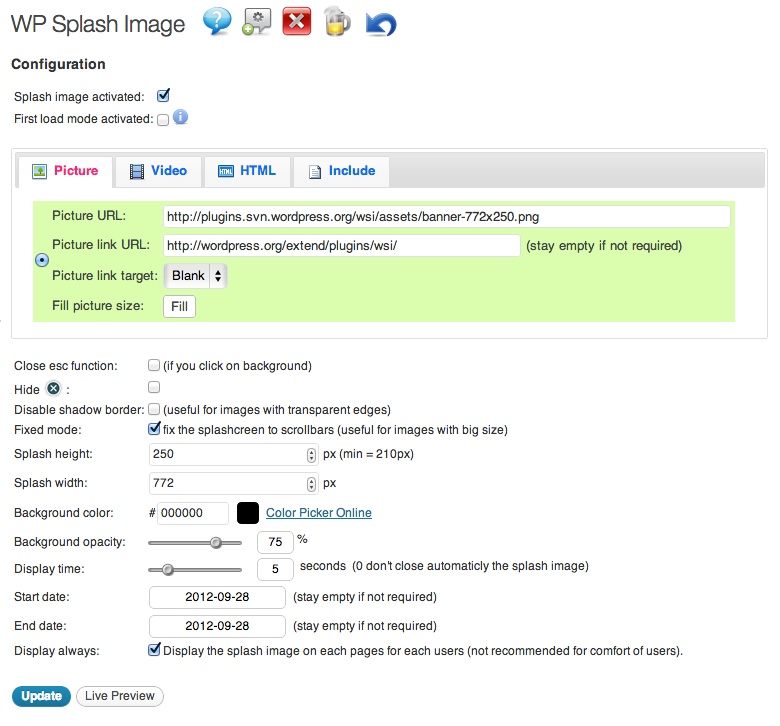 WP Splash Image
Configuration
Splash image activated:
First load mode activated:
Picture Video HTML Include
Picture URL: http://plugins.svn.wordpress.org/wsi/assets/banner-772x250.png
Picture link URL: http://wordpress.org/extend/plugins/wsi/ (stay empty if not required)
Picture link target: Blank
Fill picture size: Fill
Close esc function: (if you click on background)
Hide :
Disable shadow border: (useful for images with transparent edges)
Fixed mode: fix the splashcreen to scrollbars (useful for images with big size)
Splash height: 250 px (min = 210px)
Splash width: 772 px
Background color: # 000000 Color Picker Online
Background opacity: 75 %
Display time: 5 seconds (0 don't close automaticly the splash image)
Start date: 2012-09-28 (stay empty if not required)
End date: 2012-09-28 (stay empty if not required)
Display always: Display the splash image on each pages for each users (not recommended for comfort of users).
Update Live Preview